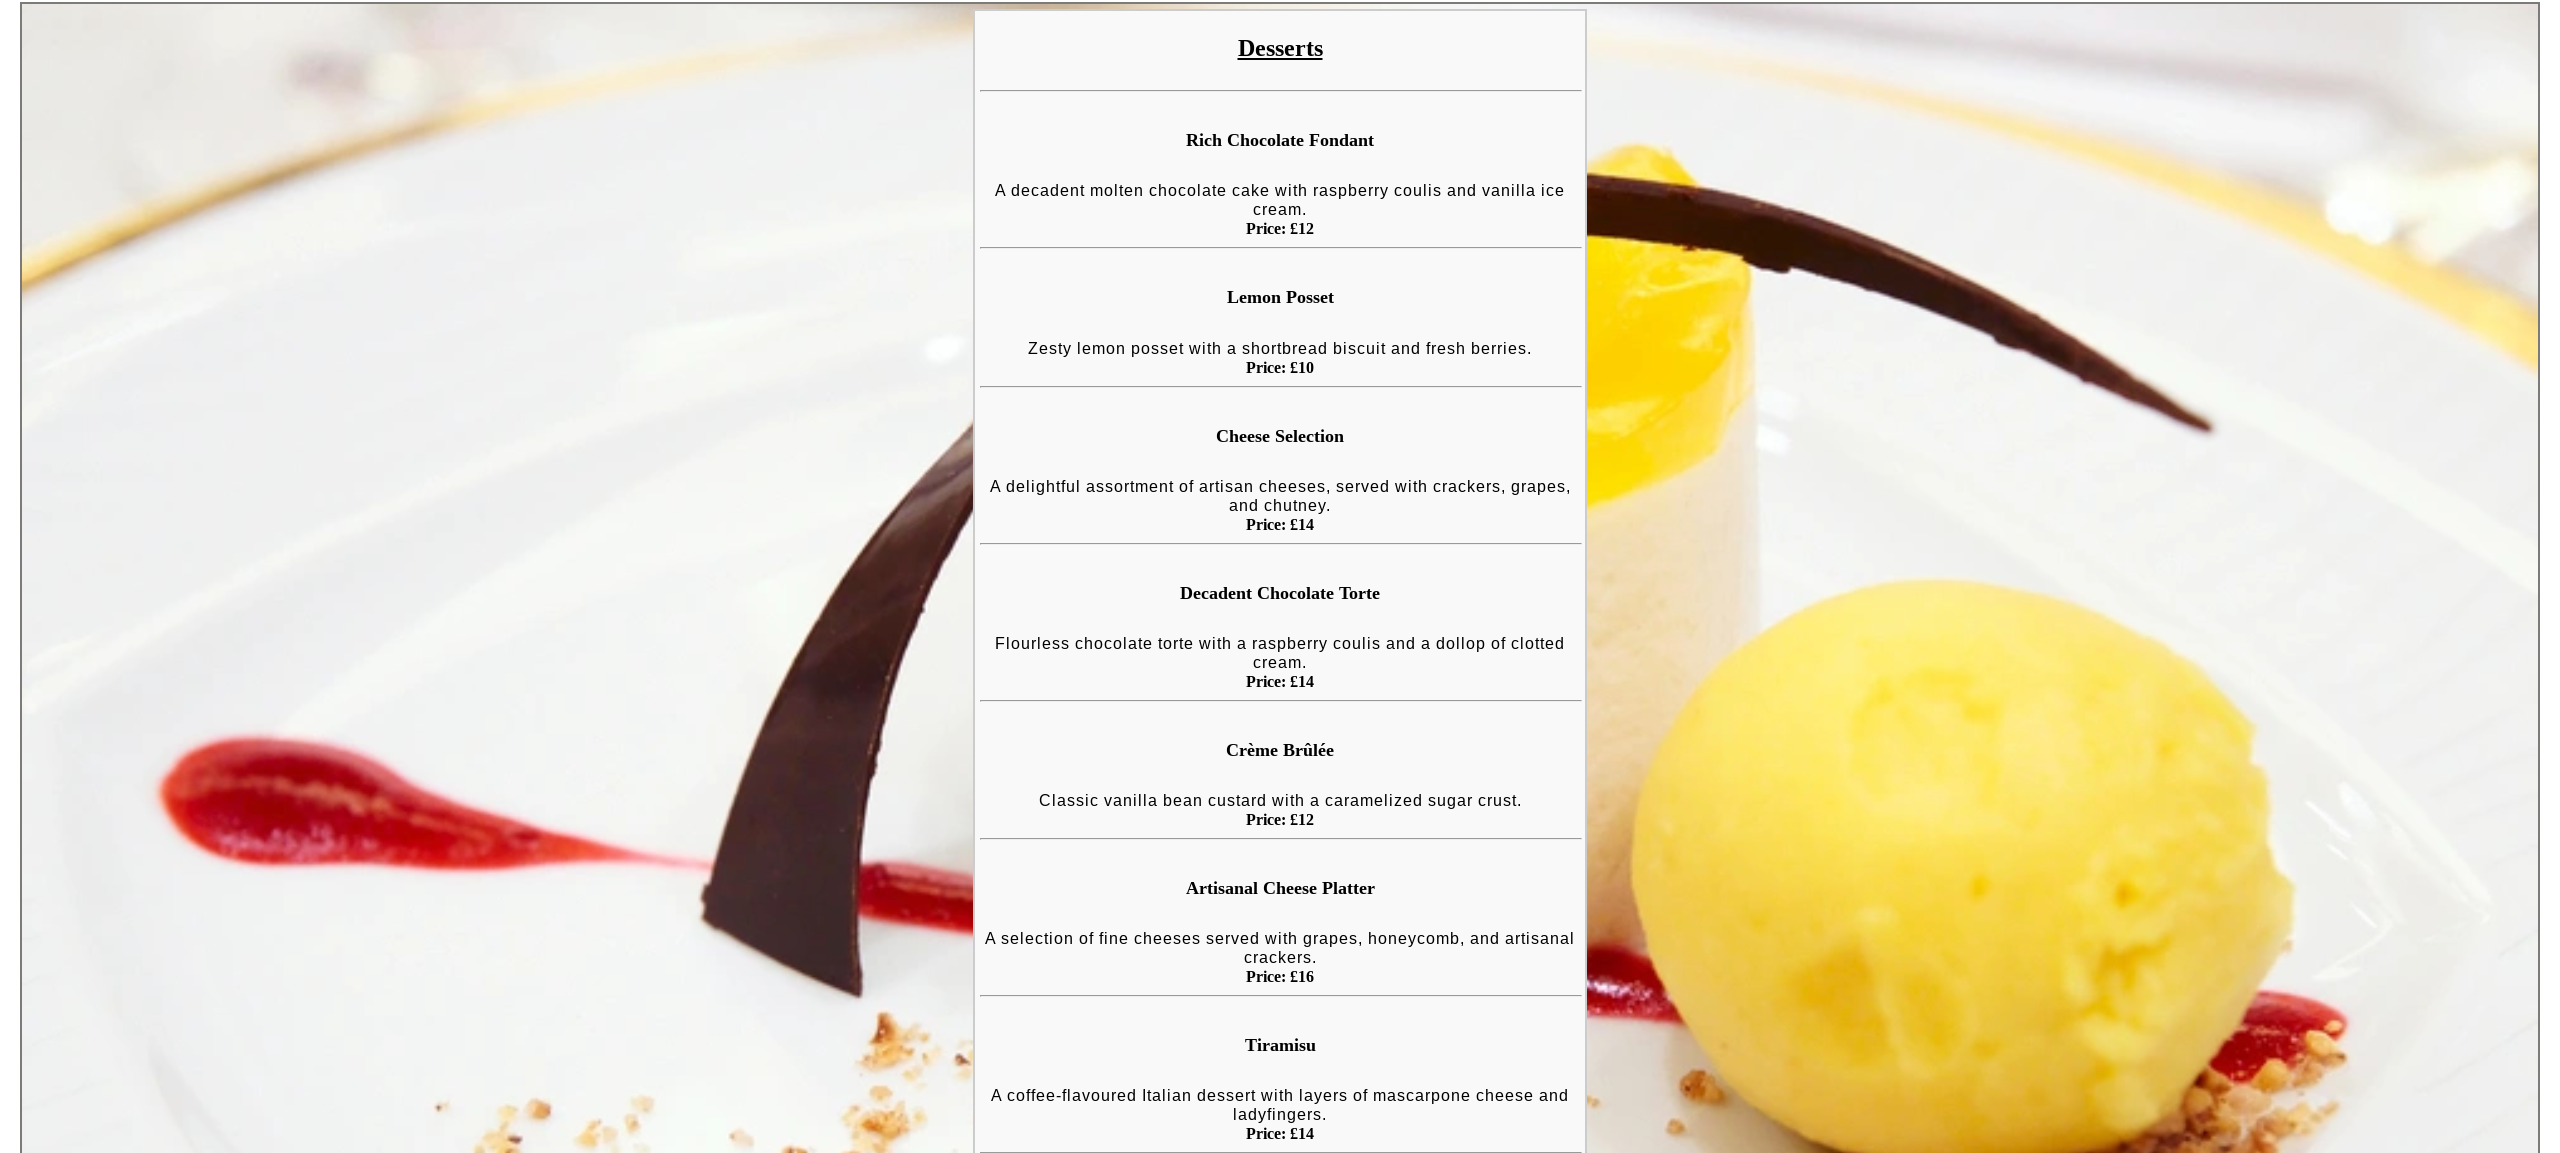 Desserts
Rich Chocolate Fondant
A decadent molten chocolate cake with raspberry coulis and vanilla ice
cream.
Price: £12
Lemon Posset
Zesty lemon posset with a shortbread biscuit and fresh berries.
Price: £10
Cheese Selection
A delightful assortment of artisan cheeses, served with crackers, grapes,
and chutney.
Price: £14
Decadent Chocolate Torte
Flourless chocolate torte with a raspberry coulis and a dollop of clotted
cream.
Price: £14
Crème Brûlée
Classic vanilla bean custard with a caramelized sugar crust.
Price: £12
Artisanal Cheese Platter
A selection of fine cheeses served with grapes, honeycomb, and artisanal
crackers.
Price: £16
Tiramisu
A coffee-flavoured Italian dessert with layers of mascarpone cheese and
ladyfingers.
Price: £14